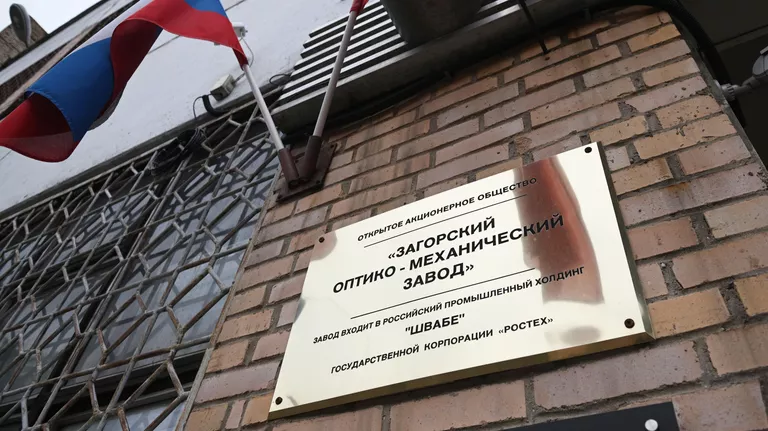 ОТКРЫТОЕ АКЦИОНЕРНОЕ ОБЩЕСТВО
«ЗАГОРСКИЙ
ОПТИКО - МЕХАНИЧЕСКИЙ
ЗАВОД»
ЗАВОД ВХОДИТ В РОССИЙСКИЙ ПРОМЫШЛЕННЫЙ ХОЛДИНГ
"ШВАБЕ"
ГОСУДАРСТВЕННОЙ КОРПОРАЦИИ «РОСТЕХ»